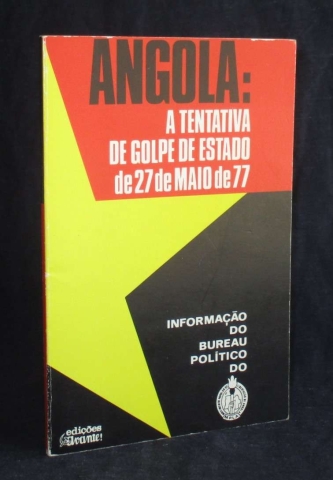 ANGOLA:
A TENTATIVA
DE GOLPE DE ESTADO
de 27 de MAIO de 77
INFORMAÇÃO
DO
BUREAU
POLÍTICO
DO
edições
avante!